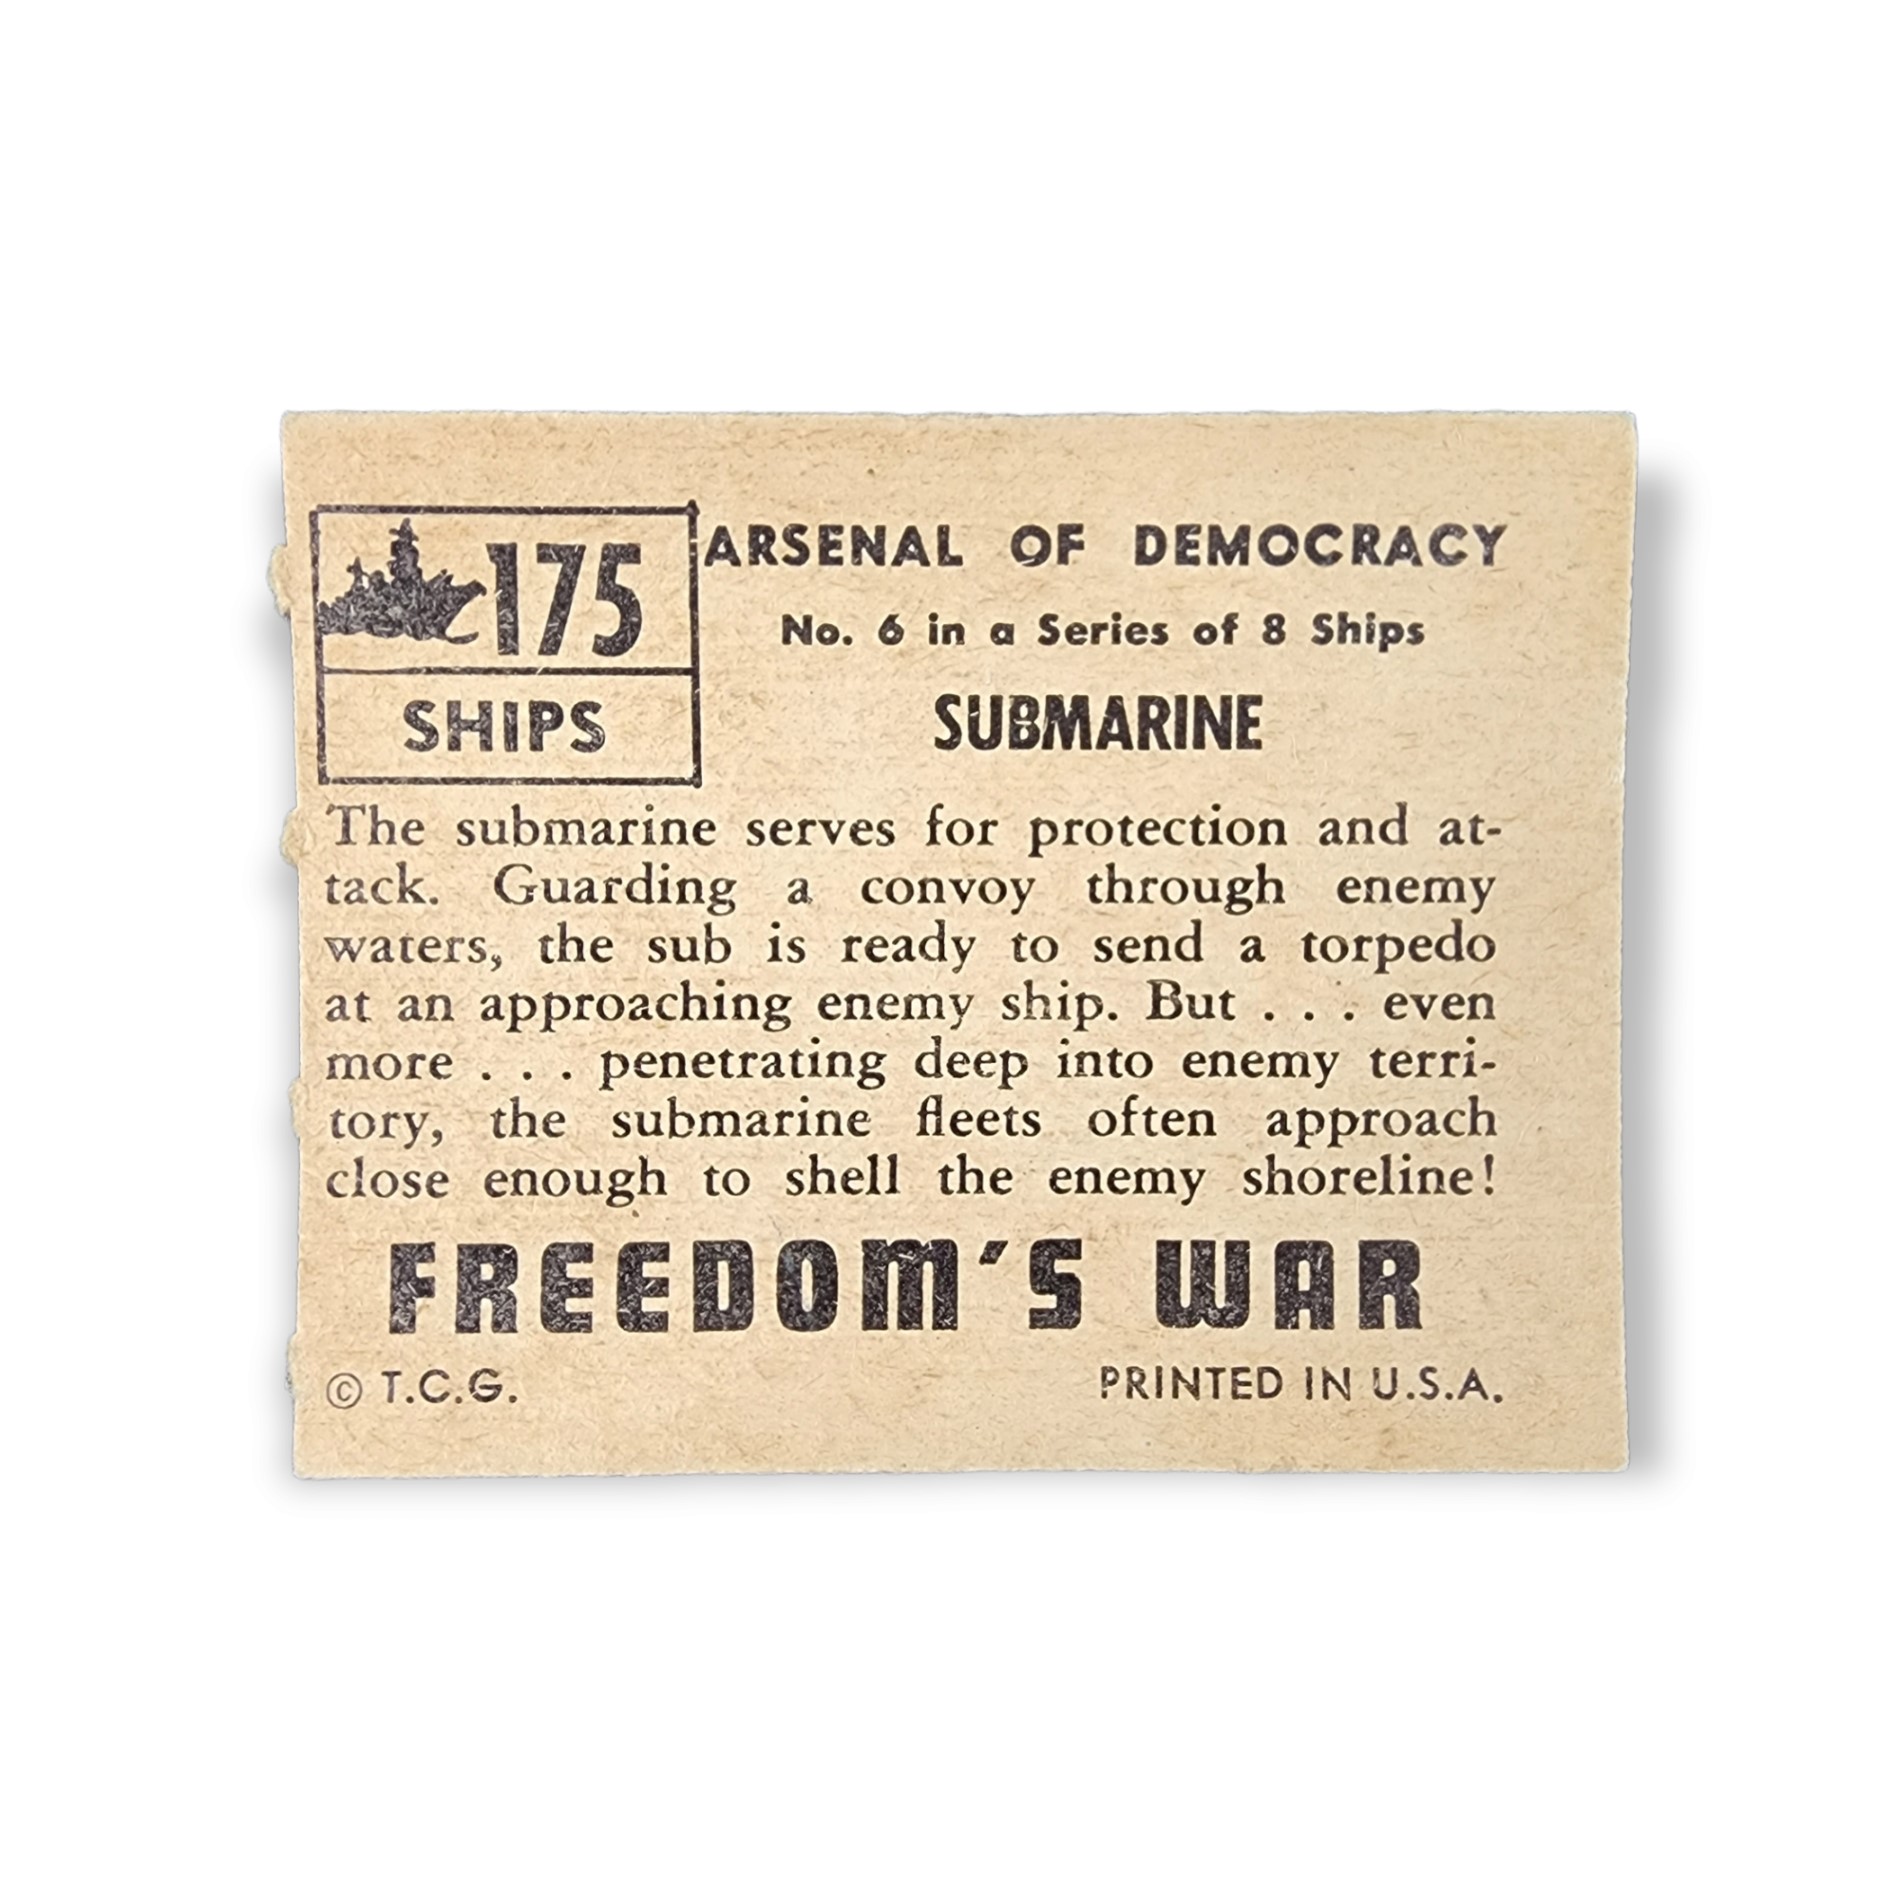 175
SHIPS
ARSENAL OF DEMOCRACY
No. 6 in a Series of 8 Ships
SUBMARINE
The submarine serves for protection and at-
tack. Guarding a convoy through enemy
waters, the sub is ready to send a torpedo
at an approaching enemy ship. But . . . even
more . . . penetrating deep into enemy terri-
tory, the submarine fleets often approach
close enough to shell the enemy shoreline!
FREEDOM'S WAR
© T.C.G. PRINTED IN U.S.A.